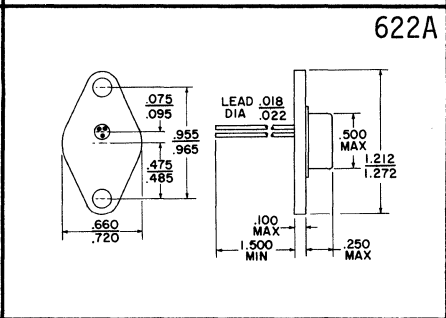 622A
.075
.095
LEAD .018
DIA .022
.955
.965
.500
MAX
.475
.485
1.212
1.272
.660
.720
.100
MAX
1.500
MIN
.250
MAX